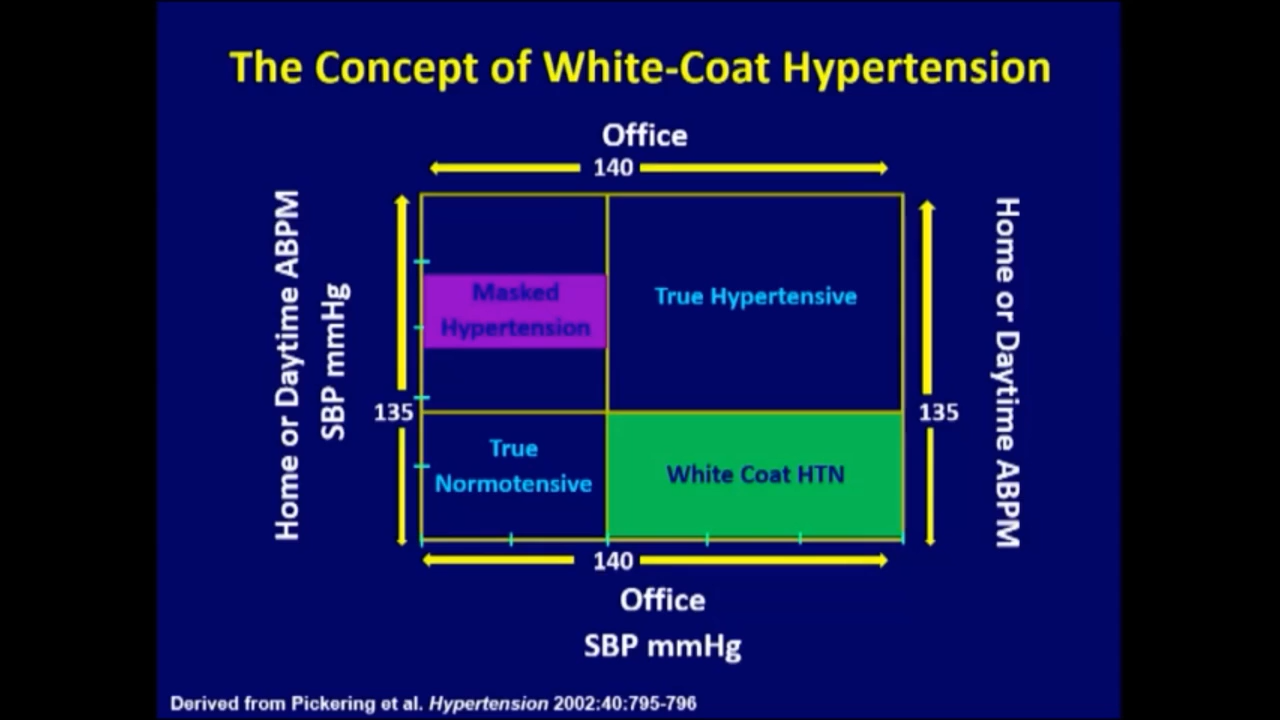 The Concept of White-Coat Hypertension
Office
140
Home or Daytime ABPM
SBP mmHg
Masked
Hypertension
True Hypertensive
Home or Daytime ABPM
135
135
True
Normotensive
White Coat HTN
140
Office
SBP mmHg
Derived from Pickering et al. Hypertension 2002:40:795-796